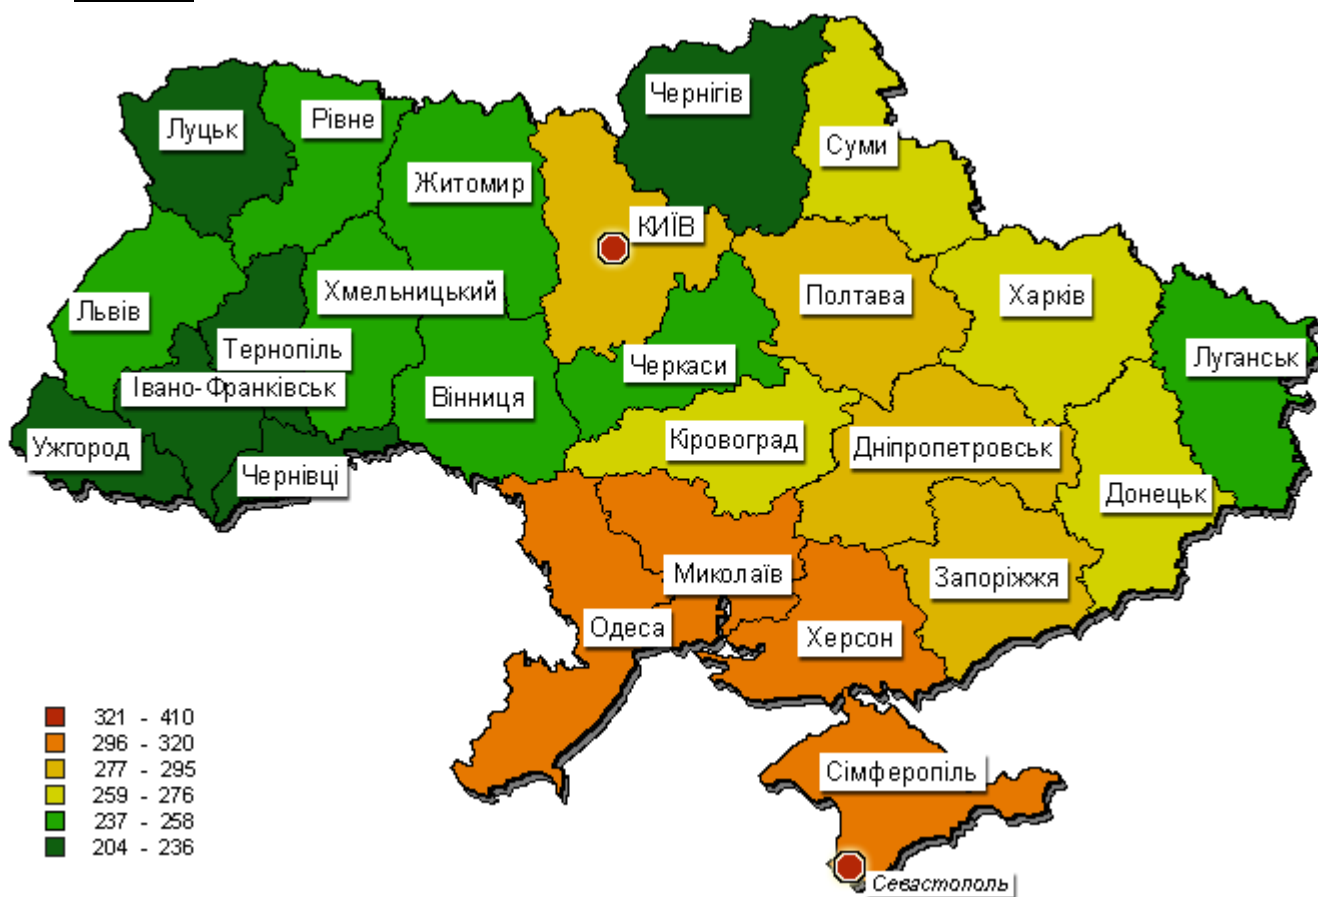 Чернігів
Рівне
Луцьк
Суми
Житомир
КИЇВ
Хмельницький
Полтава
Харків
Львів
Тернопіль
Черкаси
Луганськ
Івано-Франківськ
Вінниця
Ужгород
Кіровоград
Дніпропетровськ
Чернівці
Донецьк
Миколаїв
Запоріжжя
Одеса
Херсон
Сімферополь
Севастополь
321 - 410
296 - 320
277 - 295
259 - 276
237 - 258
204 - 236